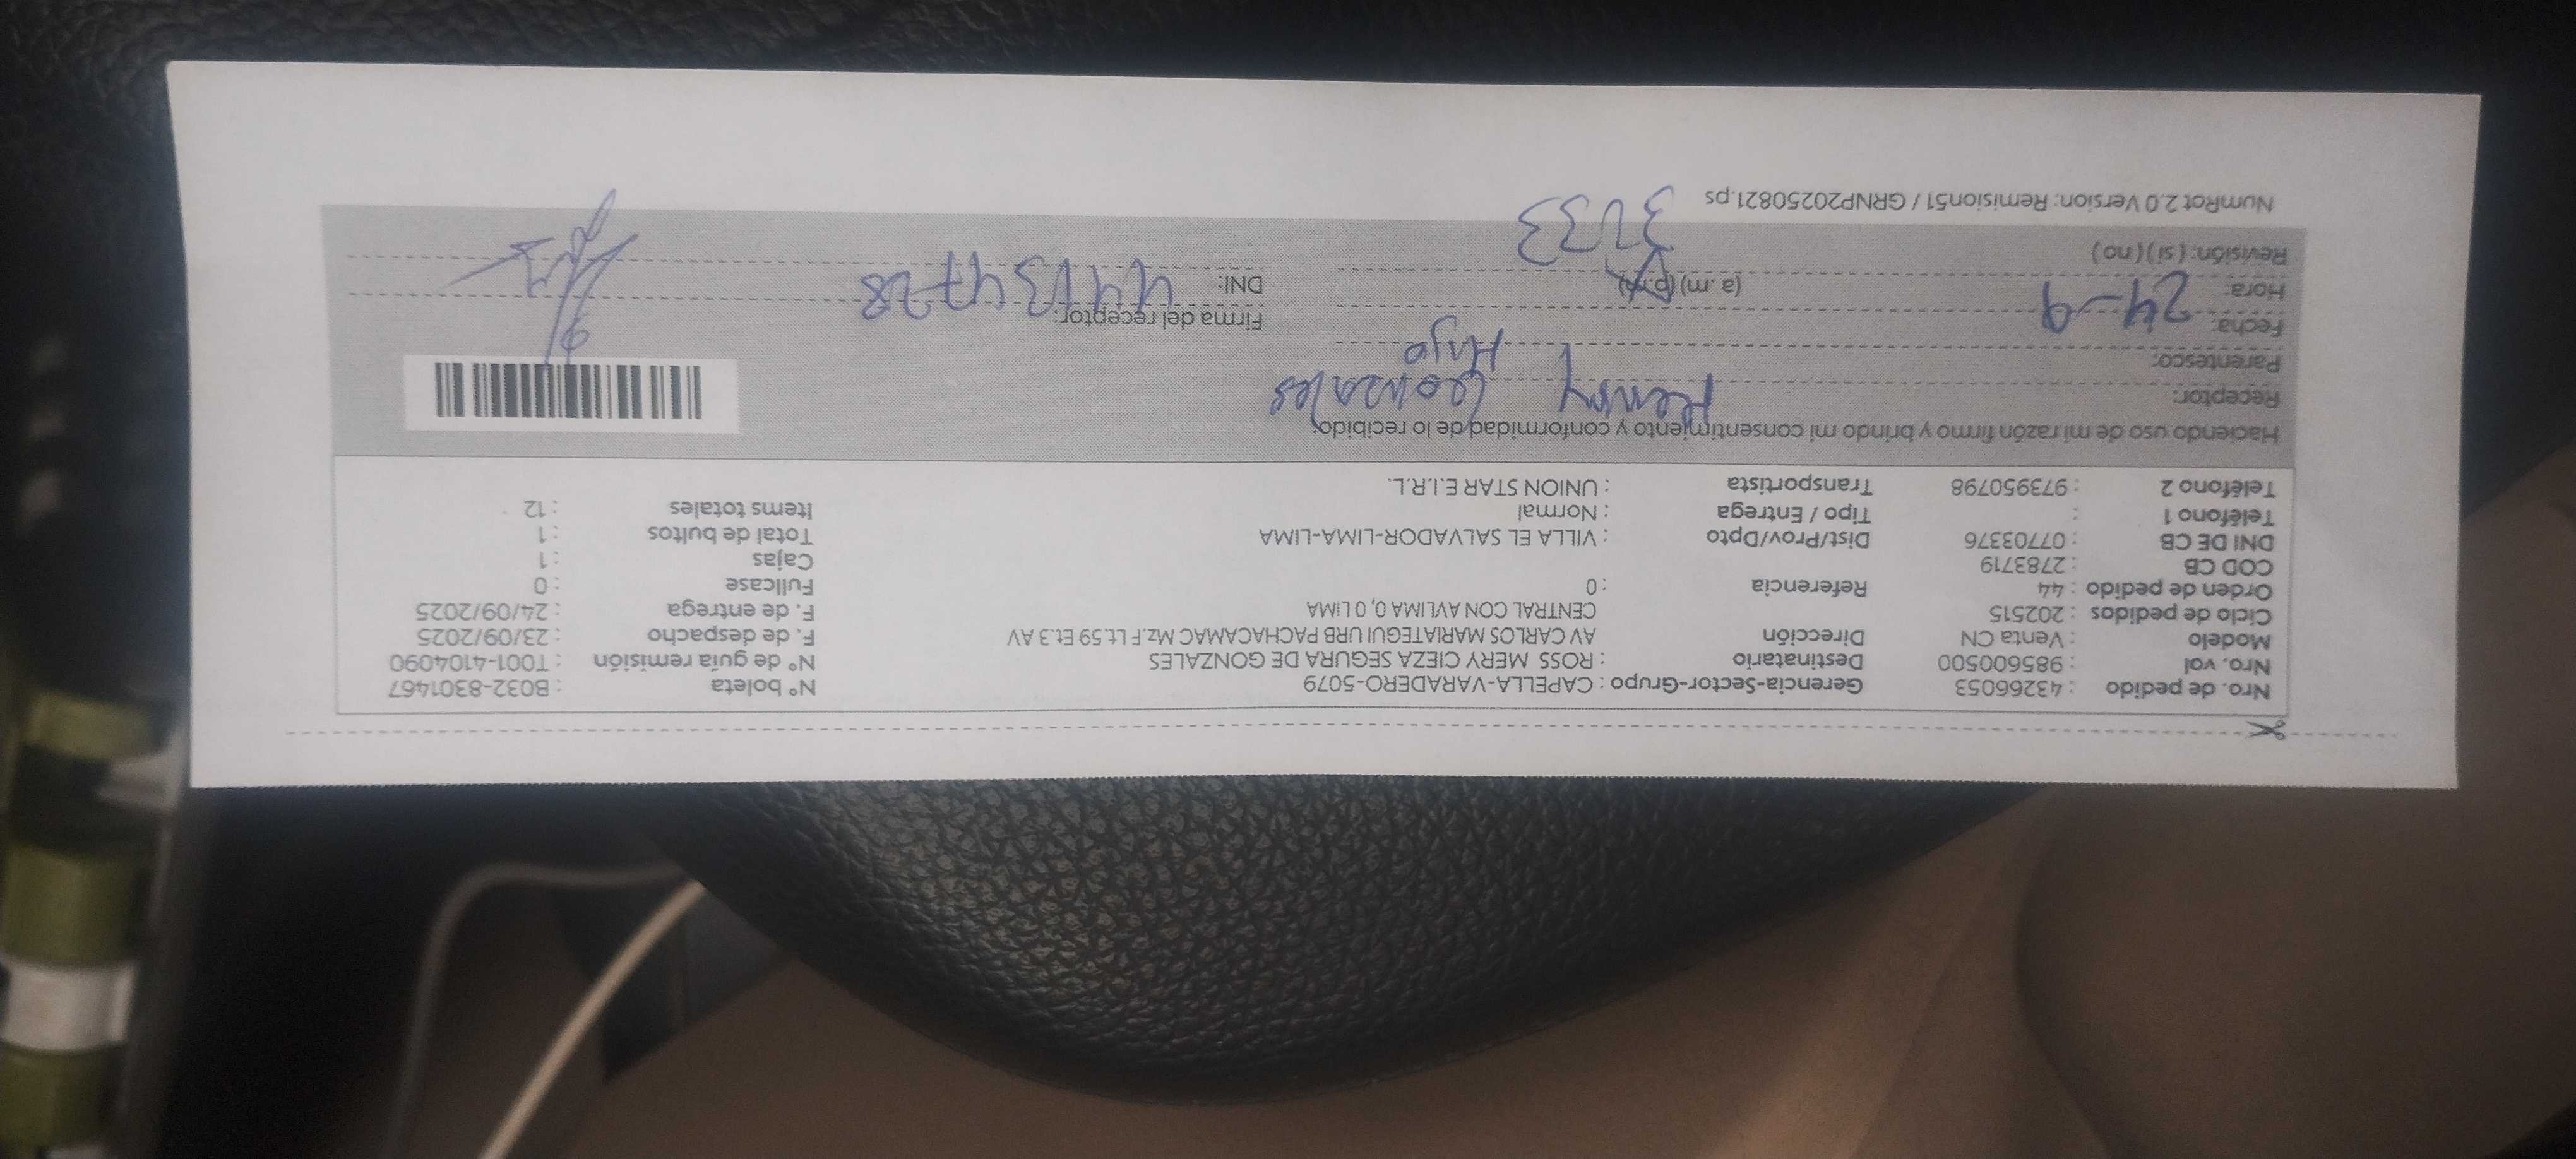 Nro. de pedido : 43266053 Gerencia-Sector-Grupo : CAPELLA-VARADERO-5079 N° boleta : B032-8301467
Nro. vol : 985600500 Destinatario : ROSS MERY CIEZA SEGURA DE GONZALES N° de guía remisión : T001-4104090
Modelo : Venta CN Dirección AV CARLOS MARIATEGUI URB PACHACAMAC Mz.F Lt.59 Et.3 AV F. de despacho : 23/09/2025
Ciclo de pedidos : 202515 CENTRAL CON AVLIMA 0, 0 LIMA F. de entrega : 24/09/2025
Orden de pedido : 44 Referencia : 0 Fullcase : 0
COD CB : 2783719 Cajas : 1
DNI DE CB : 07703376 Dist/Prov/Dpto : VILLA EL SALVADOR-LIMA-LIMA Total de bultos : 1
Teléfono 1 : Tipo / Entrega : Normal Items totales : 12
Teléfono 2 : 973950798 Transportista : UNION STAR E.I.R.L.
Haciendo uso de mi razón firmo y brindo mi consentimiento y conformidad de lo recibido.
Receptor: Gonzales
Parentesco: Hijo
Fecha: 24-9 Firma del receptor:
Hora: (a.m) (p.m) DNI: 44134728
Revisión: (si) (no)
NumRot 2.0 Version: Remision51 / GRNP20250821.ps